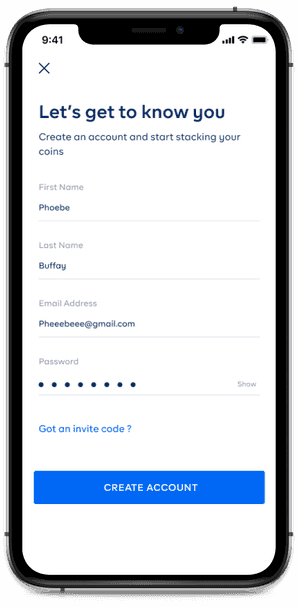 9:41
Let's get to know you
Create an account and start stacking your
coins
First Name
Phoebe
Last Name
Buffay
Email Address
Pheeebeee@gmail.com
Password
Show
Got an invite code ?
CREATE ACCOUNT